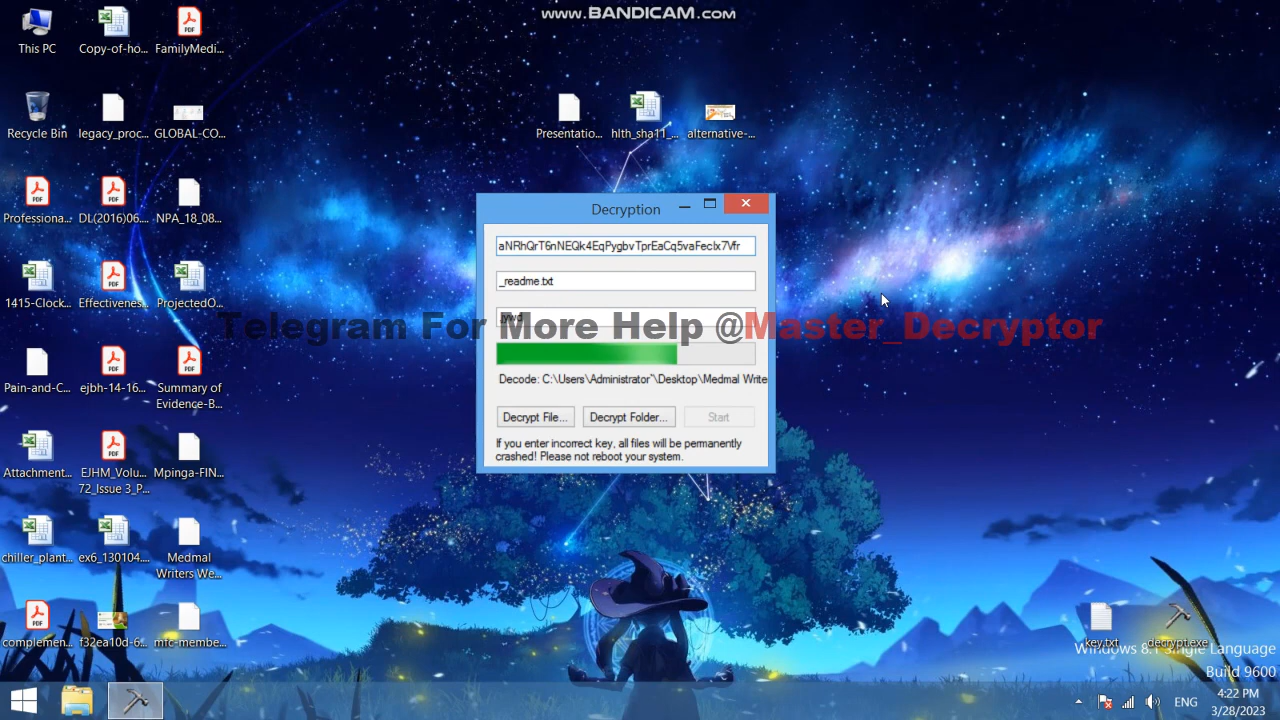 www.BANDICAM.com
This PC
Copy-of-ho...
FamilyMedi...
Recycle Bin
legacy_proc...
GLOBAL-CO...
Presentatio...
hlth_sha11_...
alternative-...
Professiona...
DL(2016)06....
NPA_18_08...
Decryption
aNRhQrT6nNEQk4EqPygbvTprEaCq5vaFecIx7Vfr
_readme.txt
1415-Clock...
Effectivenes...
ProjectedO...
Telegram For More Help @Master_Decryptor
Decode: C:\Users\Administrator`\Desktop\Medmal Write
Pain-and-C...
ejbh-14-16...
Summary of
Evidence-B...
Decrypt File...
Decrypt Folder...
Start
If you enter incorrect key, all files will be permanently
crashed! Please not reboot your system.
Attachment...
EJHM_Volu...
72_Issue 3_P...
Mpinga-FIN...
chiller_plant...
ex6_130104....
Medmal
Writers We...
complemen...
f32ea10d-6...
mfc-membe...
key.txt
decrypt.exe
Windows 8.1 Single Language
Build 9600
ENG
4:22 PM
3/28/2023